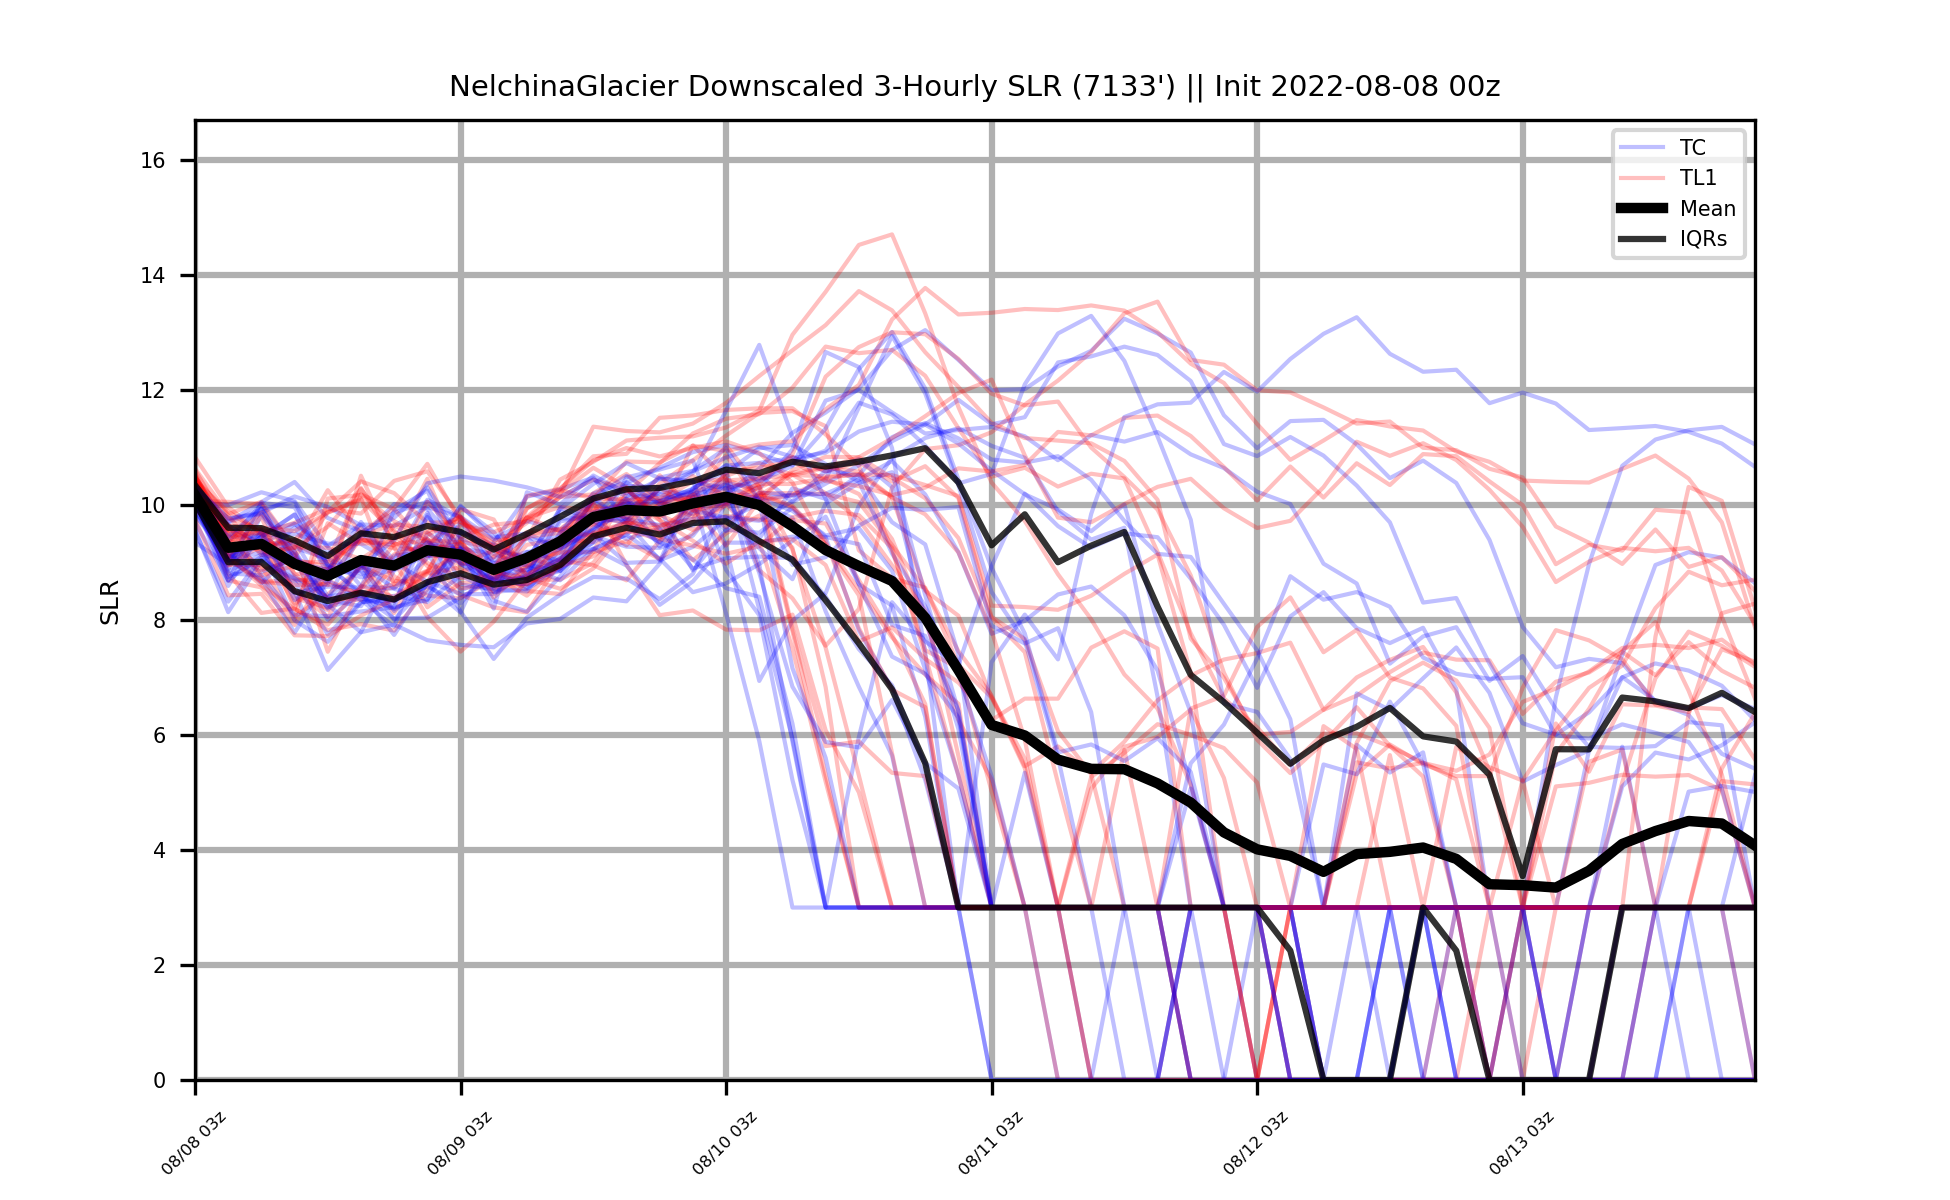 NelchinaGlacier Downscaled 3-Hourly SLR (7133') || Init 2022-08-08 00z
TC
TL1
Mean
IQRs
SLR
16
14
12
10
8
6
4
2
0
08/08 03z
08/09 03z
08/10 03z
08/11 03z
08/12 03z
08/13 03z